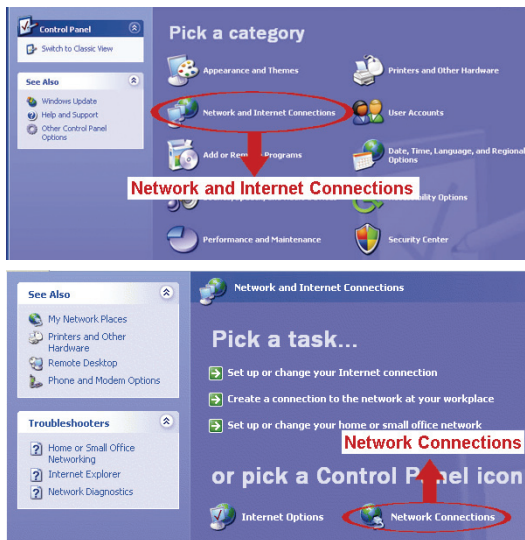 Control Panel
Switch to Classic View
See Also
Windows Update
Help and Support
Other Control Panel
Options
Pick a category
Appearance and Themes
Printers and Other Hardware
Network and Internet Connections
User Accounts
Add or Remove Programs
Date, Time, Language, and Regional
Options
Network and Internet Connections
Options
Performance and Maintenance
Security Center
See Also
My Network Places
Printers and Other
Hardware
Remote Desktop
Phone and Modem Options
Troubleshooters
Home or Small Office
Networking
Internet Explorer
Network Diagnostics
Network and Internet Connections
Pick a task...
Set up or change your Internet connection
Create a connection to the network at your workplace
Set up or change your home or small office network
Network Connections
or pick a Control Panel icon
Internet Options
Network Connections